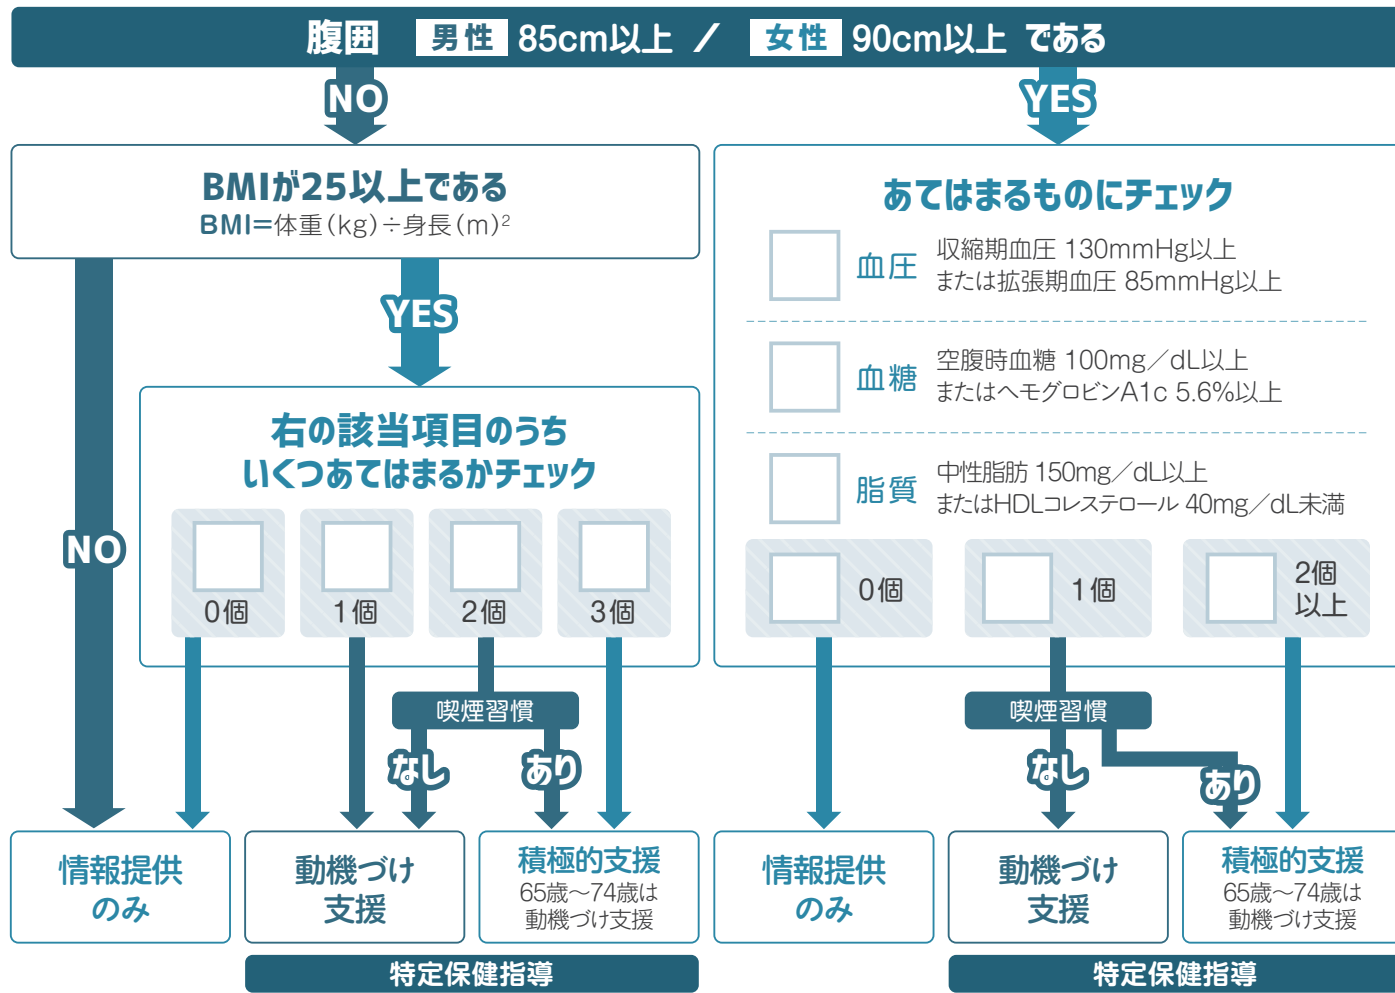 腹囲 男性 85cm以上 / 女性 90cm以上 である
NO
YES
BMIが25以上である
BMI=体重(kg)÷身長(m)²
YES
NO
右の該当項目のうち
いくつあてはまるかチェック
0個
1個
2個
3個
喫煙習慣
なし
あり
あてはまるものにチェック
血圧
収縮期血圧 130mmHg以上
または拡張期血圧 85mmHg以上
血糖
空腹時血糖 100mg/dL以上
またはヘモグロビンA1c 5.6%以上
脂質
中性脂肪 150mg/dL以上
またはHDLコレステロール 40mg/dL未満
0個
1個
2個
以上
喫煙習慣
なし
あり
情報提供
のみ
動機づけ
支援
積極的支援
65歳〜74歳は
動機づけ支援
特定保健指導
情報提供
のみ
動機づけ
支援
積極的支援
65歳〜74歳は
動機づけ支援
特定保健指導